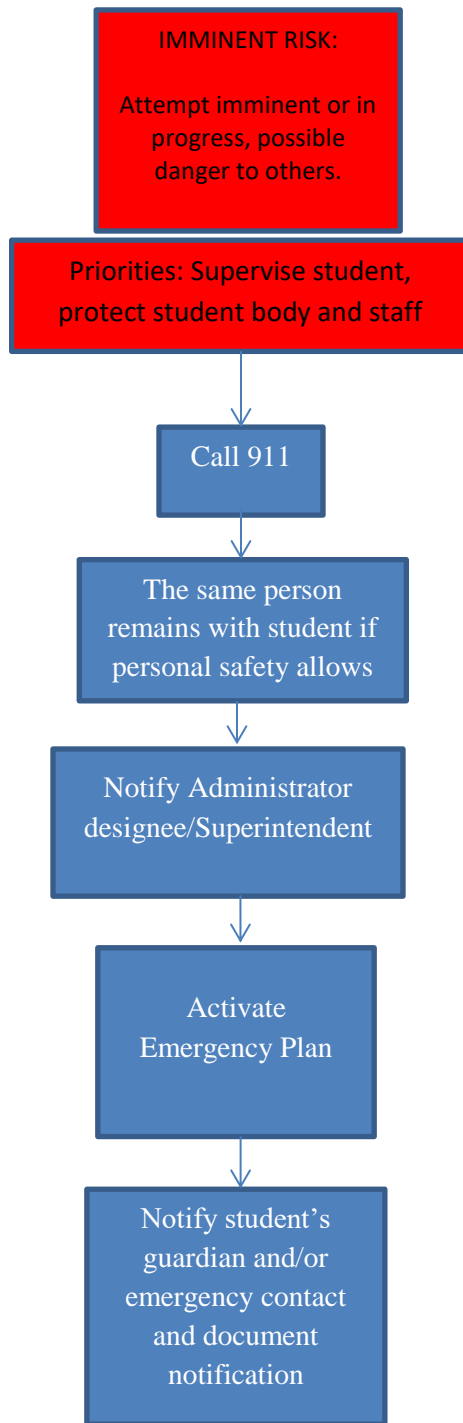 IMMINENT RISK:
Attempt imminent or in
progress, possible
danger to others.
Priorities: Supervise student,
protect student body and staff
Call 911
The same person
remains with student if
personal safety allows
Notify Administrator
designee/Superintendent
Activate
Emergency Plan
Notify student’s
guardian and/or
emergency contact
and document
notification